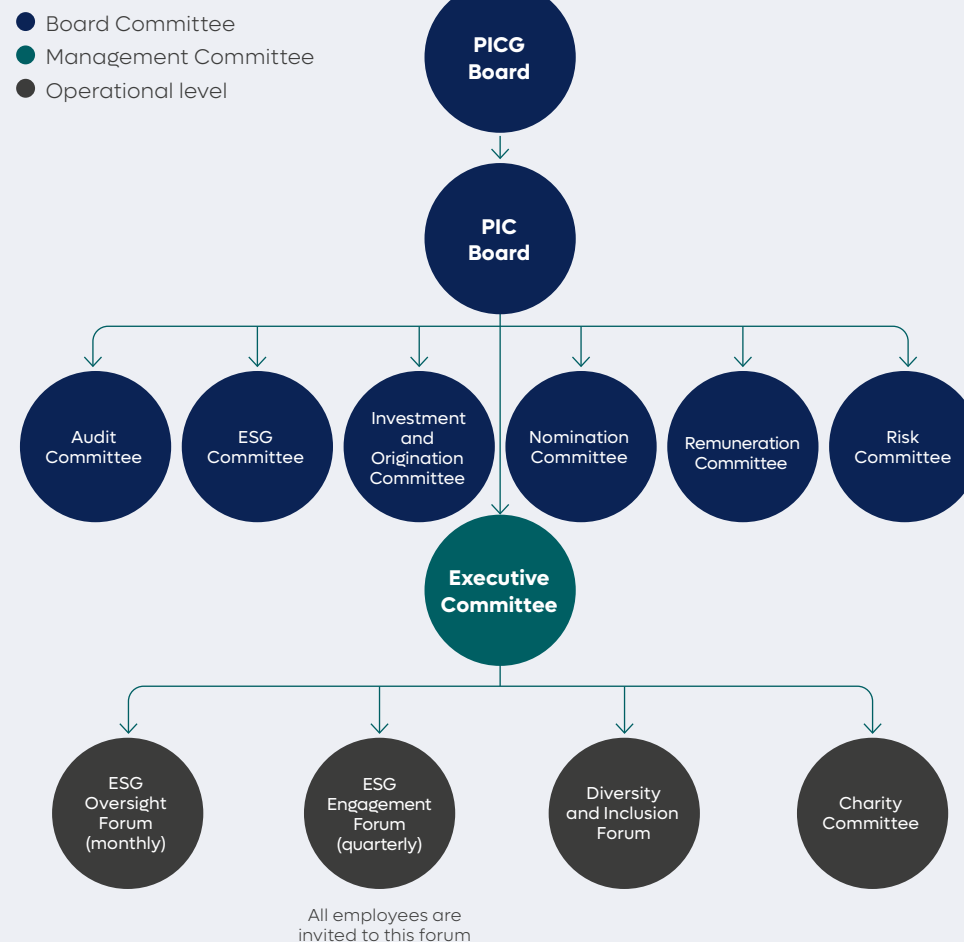 Board Committee
Management Committee
Operational level
PICG
Board
PIC
Board
Audit
Committee
ESG
Committee
Investment
and
Origination
Committee
Nomination
Committee
Remuneration
Committee
Risk
Committee
Executive
Committee
ESG
Oversight
Forum
(monthly)
ESG
Engagement
Forum
(quarterly)
Diversity
and Inclusion
Forum
Charity
Committee
All employees are
invited to this forum